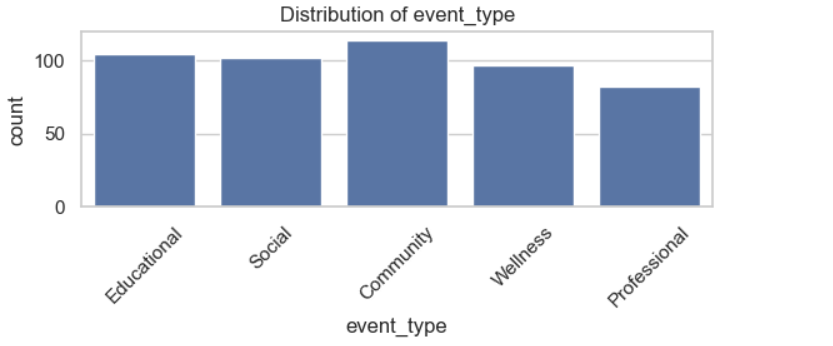 Distribution of event_type
100
50
0
count
Educational
Social
Community
Wellness
Professional
event_type